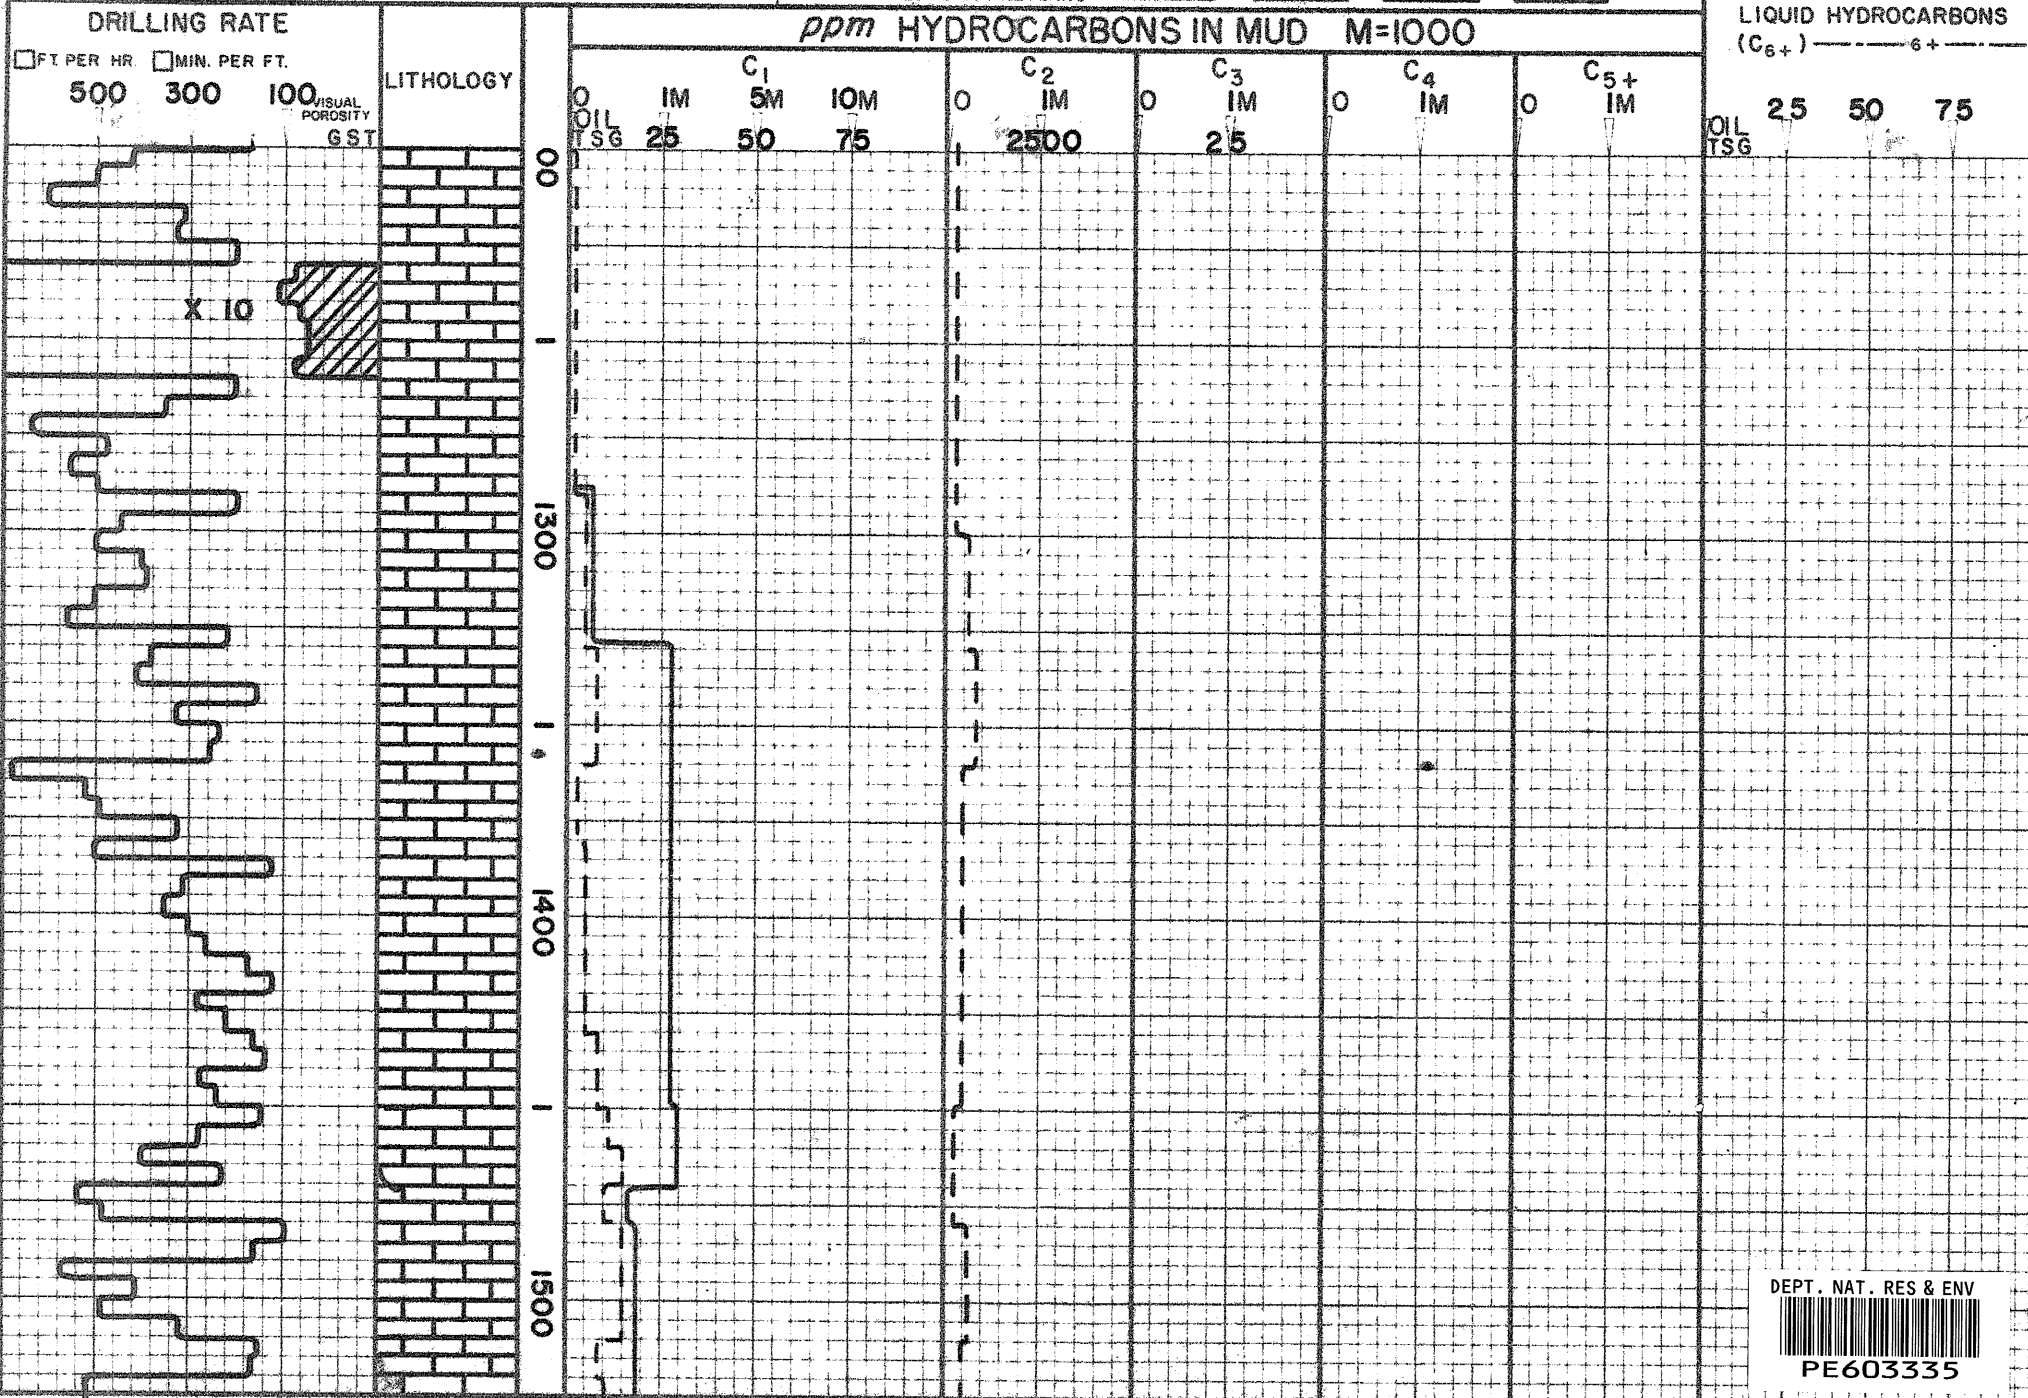 DRILLING RATE
FT PER HR MIN. PER FT.
500 300 100
VISUAL
POROSITY
GST
LITHOLOGY
ppm HYDROCARBONS IN MUD M=1000
C₁
0 1M 5M 10M
OIL
TSG 25 50 75
C₂
0 1M
2500
C₃
0 1M
25
C₄
0 1M
C₅+
0 1M
LIQUID HYDROCARBONS
(C₆+) 6+
25 50 75
OIL
TSG
00
X 10
1
1300
1
1400
1
1500
DEPT. NAT. RES & ENV
PE603335